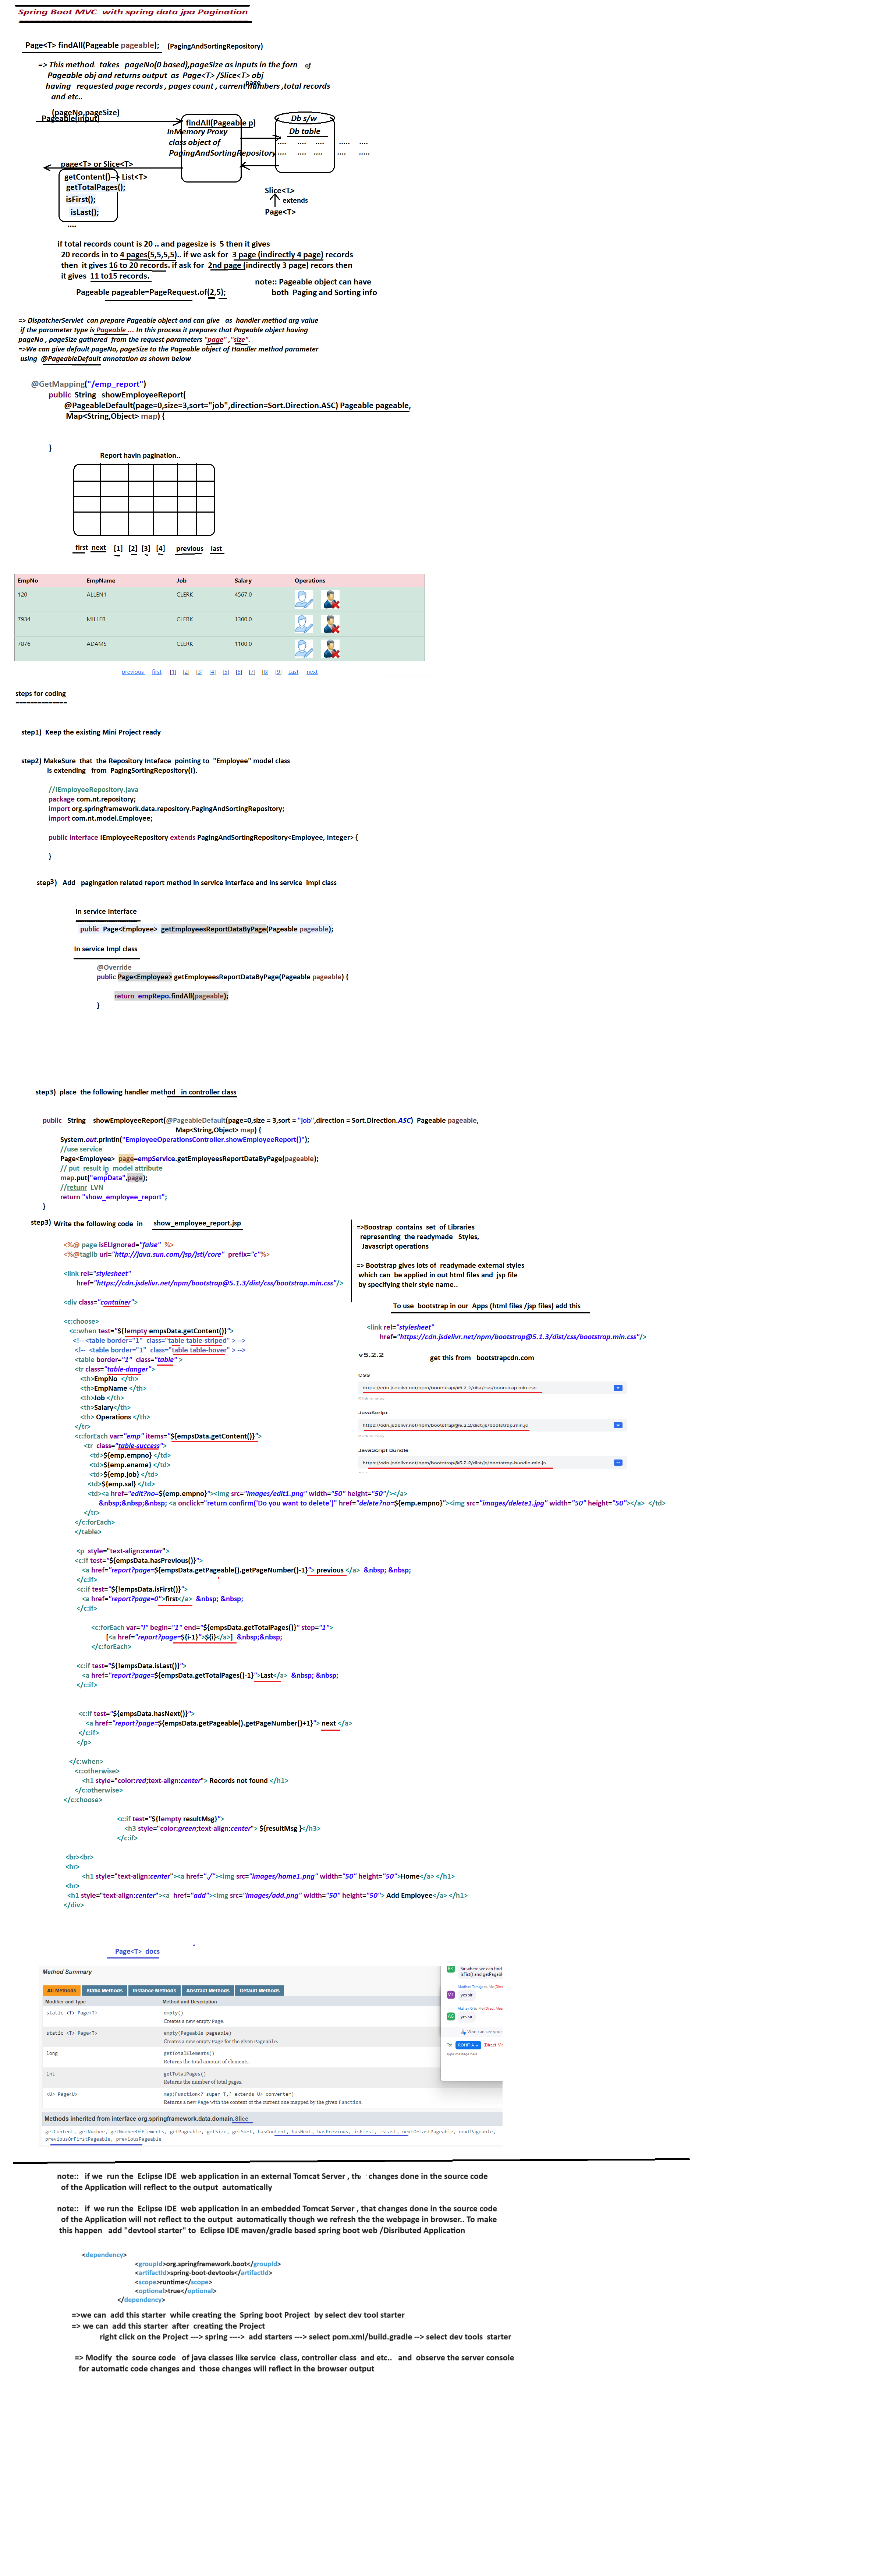 Spring Boot MVC with spring data jpa Pagination
Page<T> findAll(Pageable pageable); (PagingAndSortingRepository)
=> This method takes pageNo(0 based),pageSize as inputs in the form of
Pageable obj and returns output as Page<T> /Slice<T> obj
having requested page records , pages count , current page numbers ,total records
and etc..
(pageNo,pageSize)
Pageable(input)
findAll(Pageable p)
InMemory Proxy
class object of
PagingAndSortingRepository
Db s/w
Db table
.... .... .... ..... ....
.... .... .... .... .....
page<T> or Slice<T>
getContent()--> List<T>
getTotalPages();
isFirst();
isLast();
....
Slice<T>
extends
Page<T>
if total records count is 20 .. and pagesize is 5 then it gives
20 records in to 4 pages(5,5,5,5).. if we ask for 3 page (indirectly 4 page) records
then it gives 16 to 20 records. if ask for 2nd page (indirectly 3 page) recors then
it gives 11 to15 records.
note:: Pageable object can have
both Paging and Sorting info
Pageable pageable=PageRequest.of(2,5);
=> DispatcherServlet can prepare Pageable object and can give as handler method arg value
if the parameter type is Pageable ... In this process it prepares that Pageable object having
pageNo , pageSize gathered from the request parameters "page" ,"size".
=>We can give default pageNo, pageSize to the Pageable object of Handler method parameter
using @PageableDefault annotation as shown below
@GetMapping("/emp_report")
public String showEmployeeReport(
@PageableDefault(page=0,size=3,sort="job",direction=Sort.Direction.ASC) Pageable pageable,
Map<String,Object> map) {
}
Report havin pagination..
first next [1] [2] [3] [4] previous last
EmpNo EmpName Job Salary Operations
120 ALLEN1 CLERK 4567.0
7934 MILLER CLERK 1300.0
7876 ADAMS CLERK 1100.0
previous first [1] [2] [3] [4] [5] [6] [7] [8] [9] Last next
steps for coding
==============
step1) Keep the existing Mini Project ready
step2) MakeSure that the Repository Inteface pointing to "Employee" model class
is extending from PagingSortingRepository(I).
//IEmployeeRepository.java
package com.nt.repository;
import org.springframework.data.repository.PagingAndSortingRepository;
import com.nt.model.Employee;
public interface IEmployeeRepository extends PagingAndSortingRepository<Employee, Integer> {
}
step3) Add pagingation related report method in service interface and ins service impl class
In service Interface
public Page<Employee> getEmployeesReportDataByPage(Pageable pageable);
In service Impl class
@Override
public Page<Employee> getEmployeesReportDataByPage(Pageable pageable) {
return empRepo.findAll(pageable);
}
step3) place the following handler method in controller class
public String showEmployeeReport(@PageableDefault(page=0,size = 3,sort = "job",direction = Sort.Direction.ASC) Pageable pageable,
Map<String,Object> map) {
System.out.println("EmployeeOperationsController.showEmployeeReport()");
//use service
Page<Employee> page=empService.getEmployeesReportDataByPage(pageable);
// put result in model attribute
map.put("empsData",page);
//retunr LVN
return "show_employee_report";
}
step3) Write the following code in show_employee_report.jsp
<%@ page isELIgnored="false" %>
<%@taglib uri="http://java.sun.com/jsp/jstl/core" prefix="c"%>
<link rel="stylesheet"
href="https://cdn.jsdelivr.net/npm/bootstrap@5.1.3/dist/css/bootstrap.min.css"/>
<div class="container">
<c:choose>
<c:when test="${!empty empsData.getContent()}">
<!-- <table border="1" class="table table-striped" > -->
<!-- <table border="1" class="table table-hover" > -->
<table border="1" class="table" >
<tr class="table-danger">
<th>EmpNo </th>
<th>EmpName </th>
<th>Job </th>
<th>Salary</th>
<th> Operations </th>
</tr>
<c:forEach var="emp" items="${empsData.getContent()}">
<tr class="table-success">
<td>${emp.empno} </td>
<td>${emp.ename} </td>
<td>${emp.job} </td>
<td>${emp.sal} </td>
<td><a href="edit?no=${emp.empno}"><img src="images/edit1.png" width="50" height="50"/></a>
&nbsp;&nbsp;&nbsp; <a onclick="return confirm('Do you want to delete')" href="delete?no=${emp.empno}"><img src="images/delete1.jpg" width="50" height="50"></a> </td>
</tr>
</c:forEach>
</table>
<p style="text-align:center">
<c:if test="${empsData.hasPrevious()}">
<a href="report?page=${empsData.getPageable().getPageNumber()-1}"> previous </a> &nbsp; &nbsp;
</c:if>
<c:if test="${!empsData.isFirst()}">
<a href="report?page=0">first</a> &nbsp; &nbsp;
</c:if>
<c:forEach var="i" begin="1" end="${empsData.getTotalPages()}" step="1">
[<a href="report?page=${i-1}">${i}</a>] &nbsp;&nbsp;
</c:forEach>
<c:if test="${!empsData.isLast()}">
<a href="report?page=${empsData.getTotalPages()-1}">Last</a> &nbsp; &nbsp;
</c:if>
<c:if test="${empsData.hasNext()}">
<a href="report?page=${empsData.getPageable().getPageNumber()+1}"> next </a>
</c:if>
</p>
</c:when>
<c:otherwise>
<h1 style="color:red;text-align:center"> Records not found </h1>
</c:otherwise>
</c:choose>
<c:if test="${!empty resultMsg}">
<h3 style="color:green;text-align:center"> ${resultMsg }</h3>
</c:if>
<br><br>
<hr>
<h1 style="text-align:center"><a href="./"><img src="images/home1.png" width="50" height="50">Home</a> </h1>
<hr>
<h1 style="text-align:center"><a href="add"><img src="images/add.png" width="50" height="50"> Add Employee</a> </h1>
</div>
=>Boostrap contains set of Libraries
representing the readymade Styles,
Javascript operations
=> Bootstrap gives lots of readymade external styles
which can be applied in out html files and jsp file
by specifying their style name..
To use bootstrap in our Apps (html files /jsp files) add this
<link rel="stylesheet"
href="https://cdn.jsdelivr.net/npm/bootstrap@5.1.3/dist/css/bootstrap.min.css"/>
v5.2.2
get this from bootstrapcdn.com
CSS
https://cdn.jsdelivr.net/npm/bootstrap@5.2.2/dist/css/bootstrap.min.css
Click to copy
JavaScript
https://cdn.jsdelivr.net/npm/bootstrap@5.2.2/dist/js/bootstrap.min.js
JavaScript Bundle
https://cdn.jsdelivr.net/npm/bootstrap@5.2.2/dist/js/bootstrap.bundle.min.js
Page<T> docs
Method Summary
All Methods Static Methods Instance Methods Abstract Methods Default Methods
Modifier and Type Method and Description
static <T> Page<T> empty()
Creates a new empty Page.
static <T> Page<T> empty(Pageable pageable)
Creates a new empty Page for the given Pageable.
long getTotalElements()
Returns the total amount of elements.
int getTotalPages()
Returns the number of total pages.
<U> Page<U> map(Function<? super T,? extends U> converter)
Returns a new Page with the content of the current one mapped by the given Function.
Methods inherited from interface org.springframework.data.domain.Slice
getContent, getNumber, getNumberOfElements, getPageable, getSize, getSort, hasContent, hasNext, hasPrevious, isFirst, isLast, nextOrLastPageable, nextPageable,
previousOrFirstPageable, previousPageable
Sir where we can find
isFist() and getPagabl
yes sir
yes sir
Who can see your
To: ROHIT A (Direct Me
Type message here
note:: if we run the Eclipse IDE web application in an external Tomcat Server , the changes done in the source code
of the Application will reflect to the output automatically
note:: if we run the Eclipse IDE web application in an embedded Tomcat Server , that changes done in the source code
of the Application will not reflect to the output automatically though we refresh the the webpage in browser.. To make
this happen add "devtool starter" to Eclipse IDE maven/gradle based spring boot web /Disributed Application
<dependency>
<groupId>org.springframework.boot</groupId>
<artifactId>spring-boot-devtools</artifactId>
<scope>runtime</scope>
<optional>true</optional>
</dependency>
=>we can add this starter while creating the Spring boot Project by select dev tool starter
=> we can add this starter after creating the Project
right click on the Project ---> spring ----> add starters ---> select pom.xml/build.gradle --> select dev tools starter
=> Modify the source code of java classes like service class, controller class and etc.. and observe the server console
for automatic code changes and those changes will reflect in the browser output